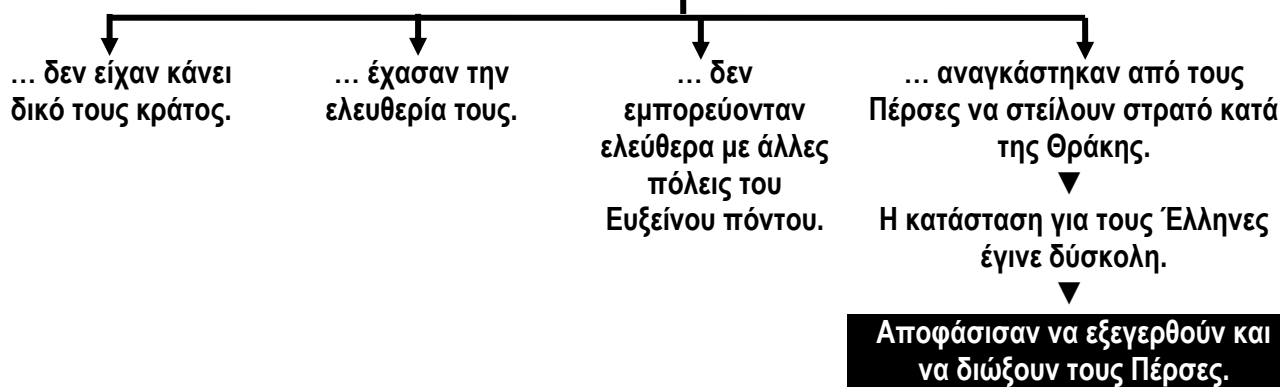 … δεν είχαν κάνει
δικό τους κράτος.
… έχασαν την
ελευθερία τους.
… δεν
εμπορεύονταν
ελεύθερα με άλλες
πόλεις του
Ευξείνου πόντου.
… αναγκάστηκαν από τους
Πέρσες να στείλουν στρατό κατά
της Θράκης.
Η κατάσταση για τους Έλληνες
έγινε δύσκολη.
Αποφάσισαν να εξεγερθούν και
να διώξουν τους Πέρσες.